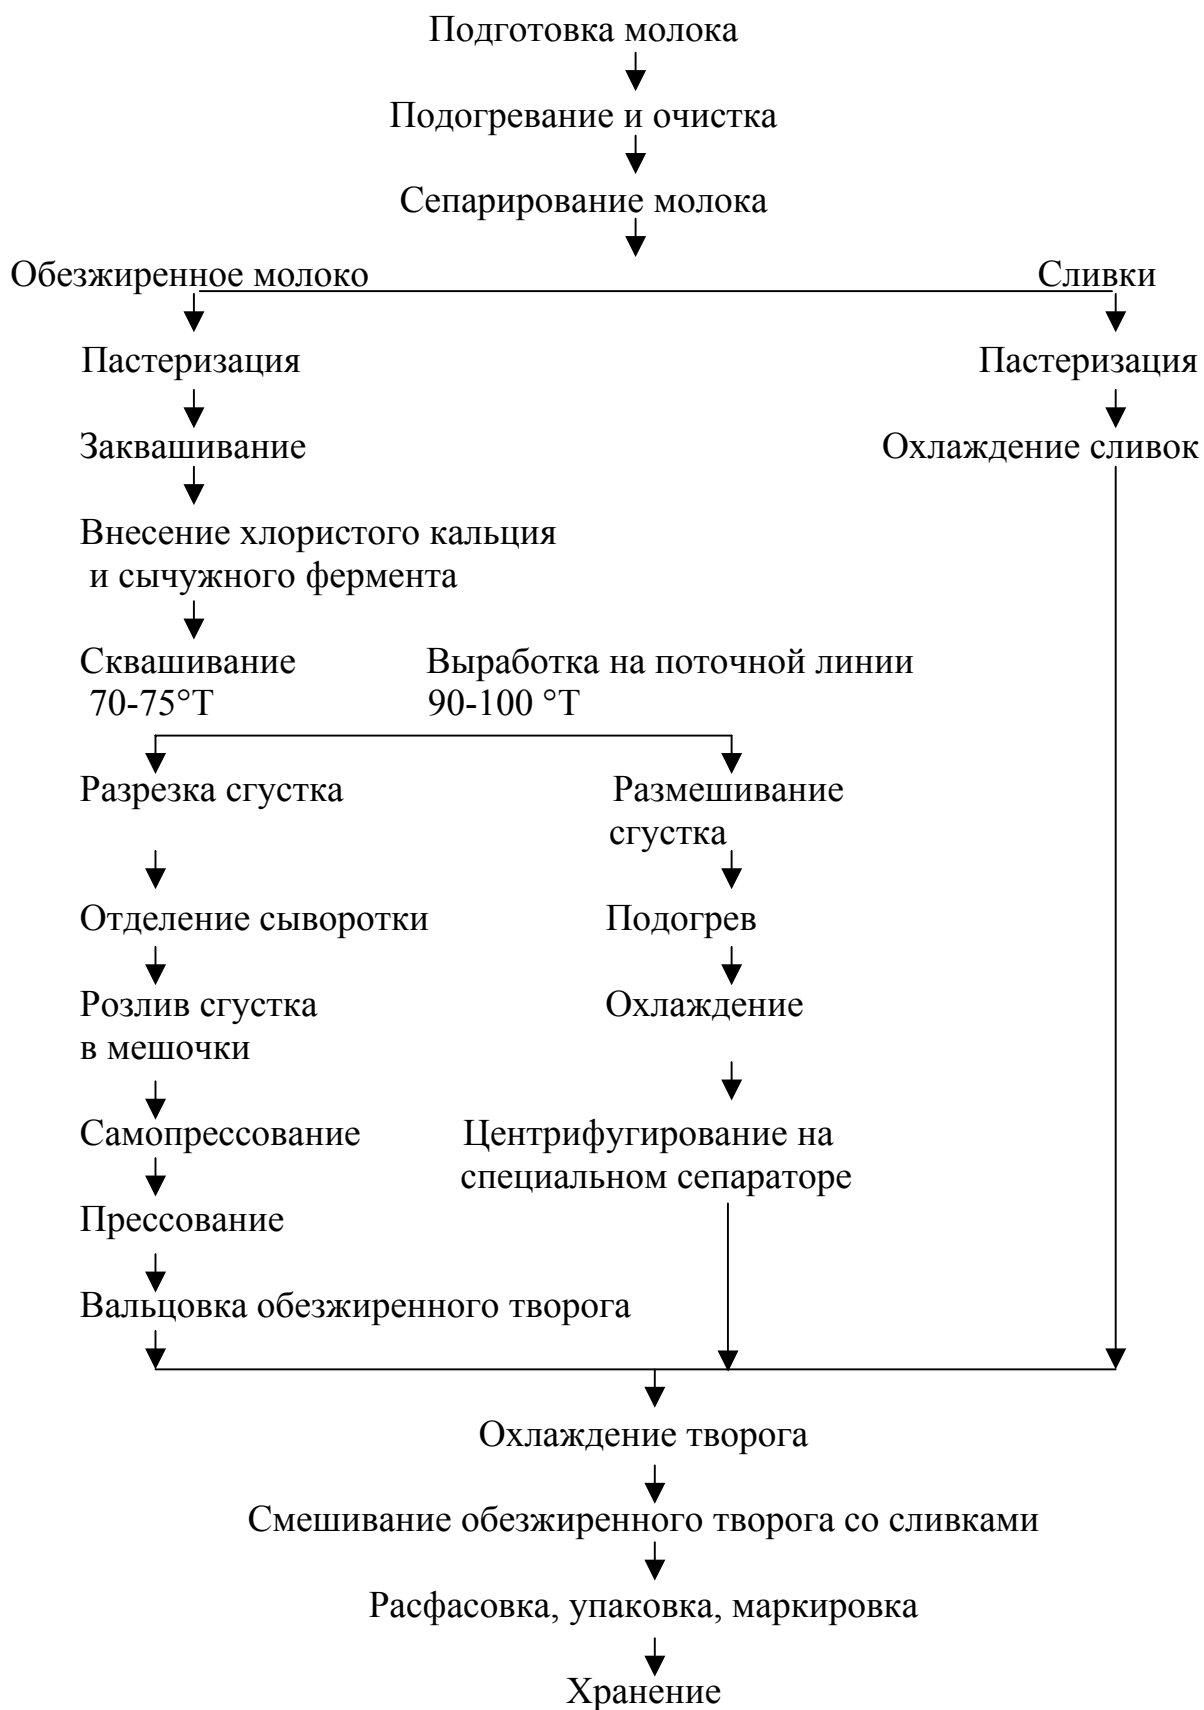 Подготовка молока
Подогревание и очистка
Сепарирование молока
Обезжиренное молоко
Сливки
Пастеризация
Пастеризация
Заквашивание
Охлаждение сливок
Внесение хлористого кальция
и сычужного фермента
Сквашивание
Выработка на поточной линии
70-75°Т
90-100 °Т
Разрезка сгустка
Размешивание
сгустка
Отделение сыворотки
Подогрев
Розлив сгустка
в мешочки
Охлаждение
Самопрессование
Центрифугирование на
специальном сепараторе
Прессование
Вальцовка обезжиренного творога
Охлаждение творога
Смешивание обезжиренного творога со сливками
Расфасовка, упаковка, маркировка
Хранение